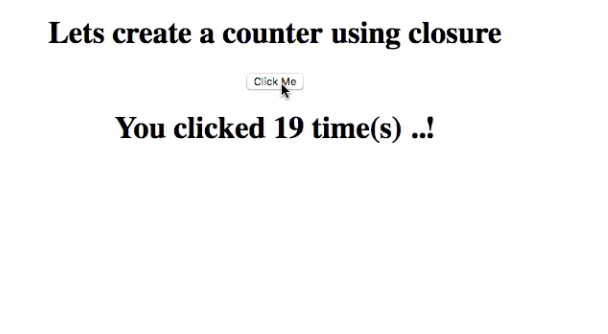 Lets create a counter using closure
Click Me
You clicked 19 time(s) ..!